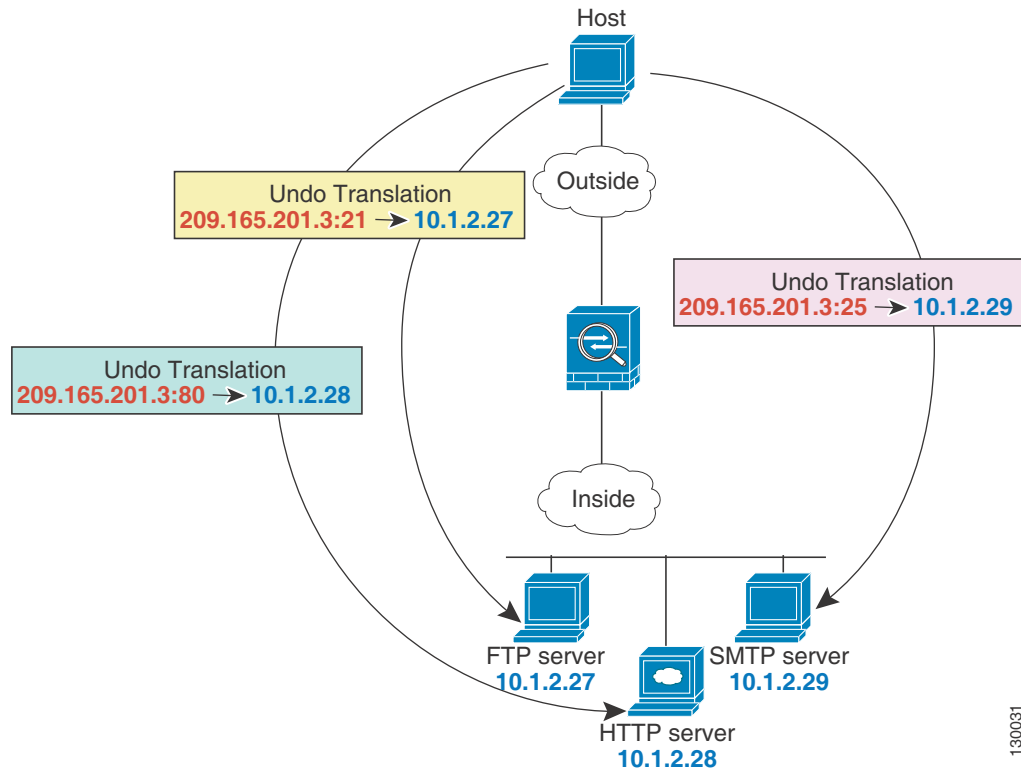 Host
Outside
Undo Translation
209.165.201.3:21 → 10.1.2.27
Undo Translation
209.165.201.3:25 → 10.1.2.29
Undo Translation
209.165.201.3:80 → 10.1.2.28
Inside
FTP server
10.1.2.27
SMTP server
10.1.2.29
HTTP server
10.1.2.28
130031